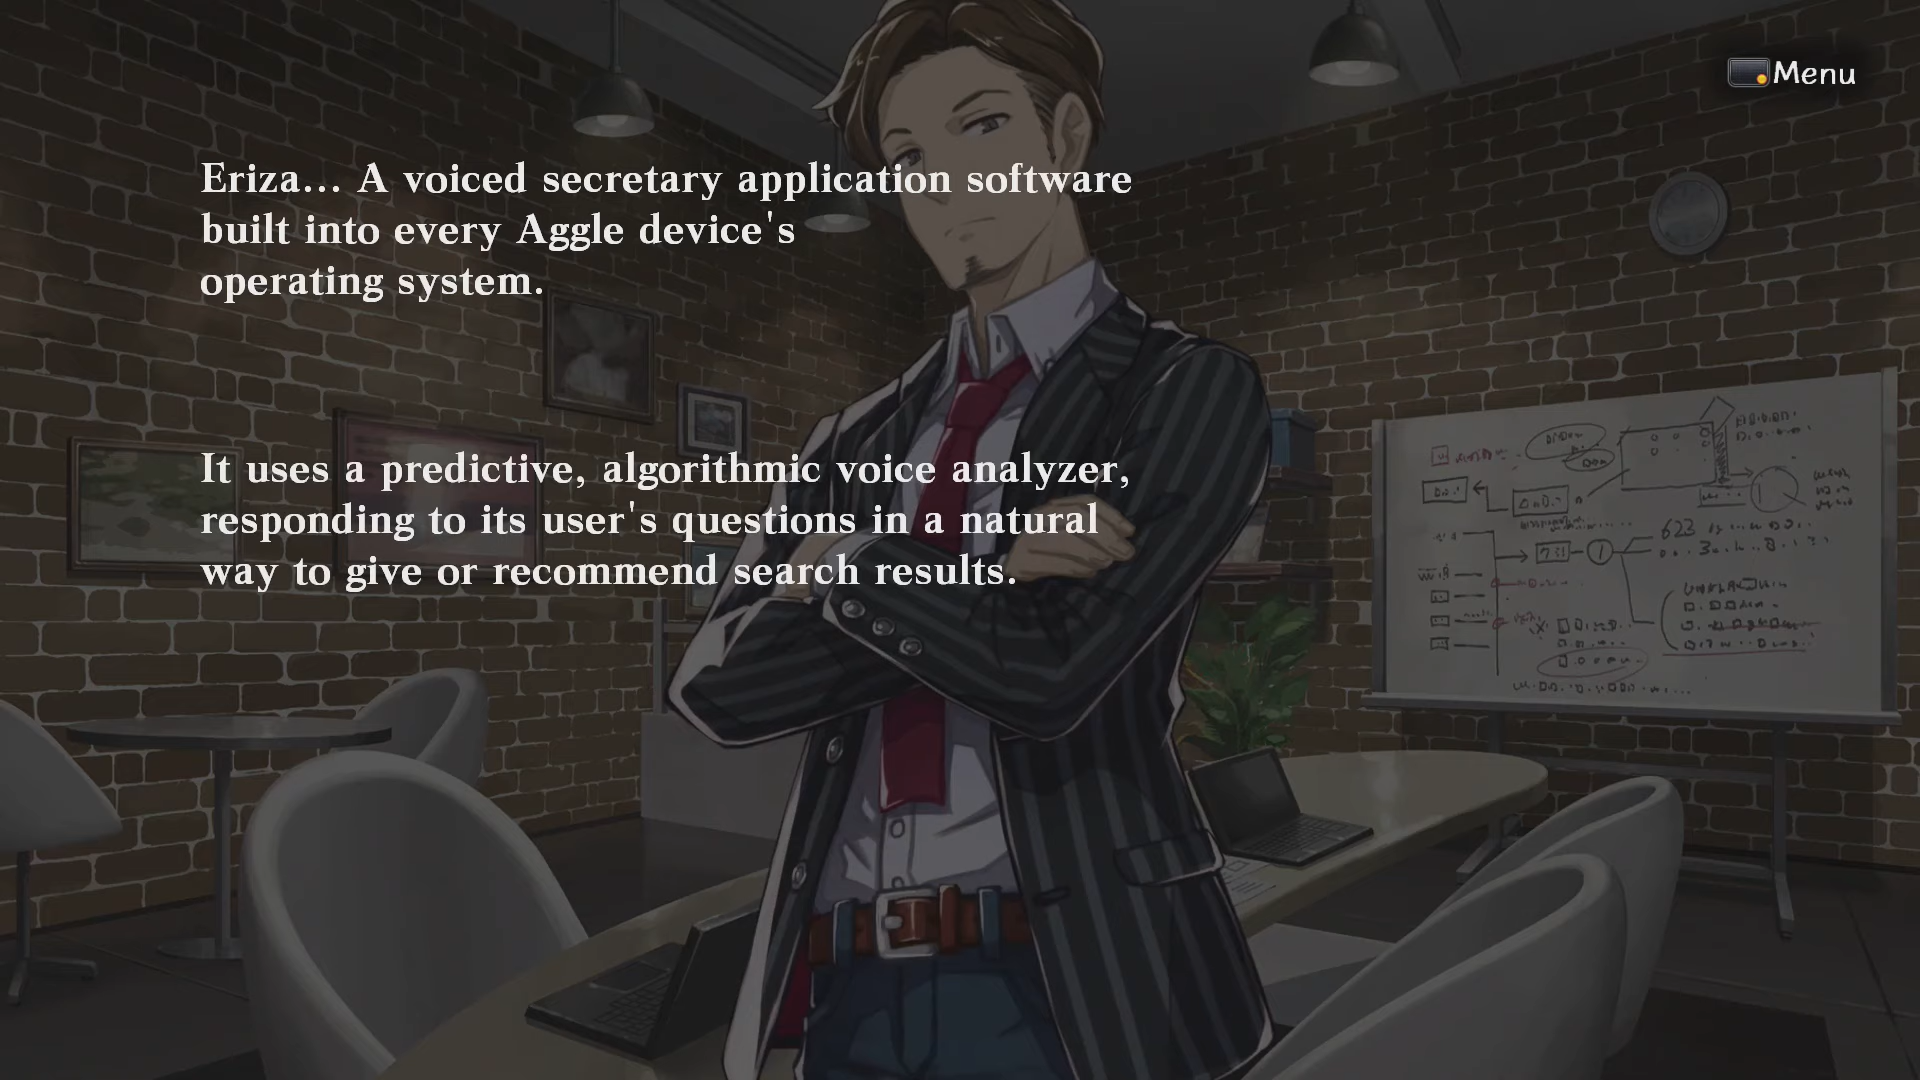 Menu
Eriza... A voiced secretary application software
built into every Aggle device's
operating system.
It uses a predictive, algorithmic voice analyzer,
responding to its user's questions in a natural
way to give or recommend search results.
623